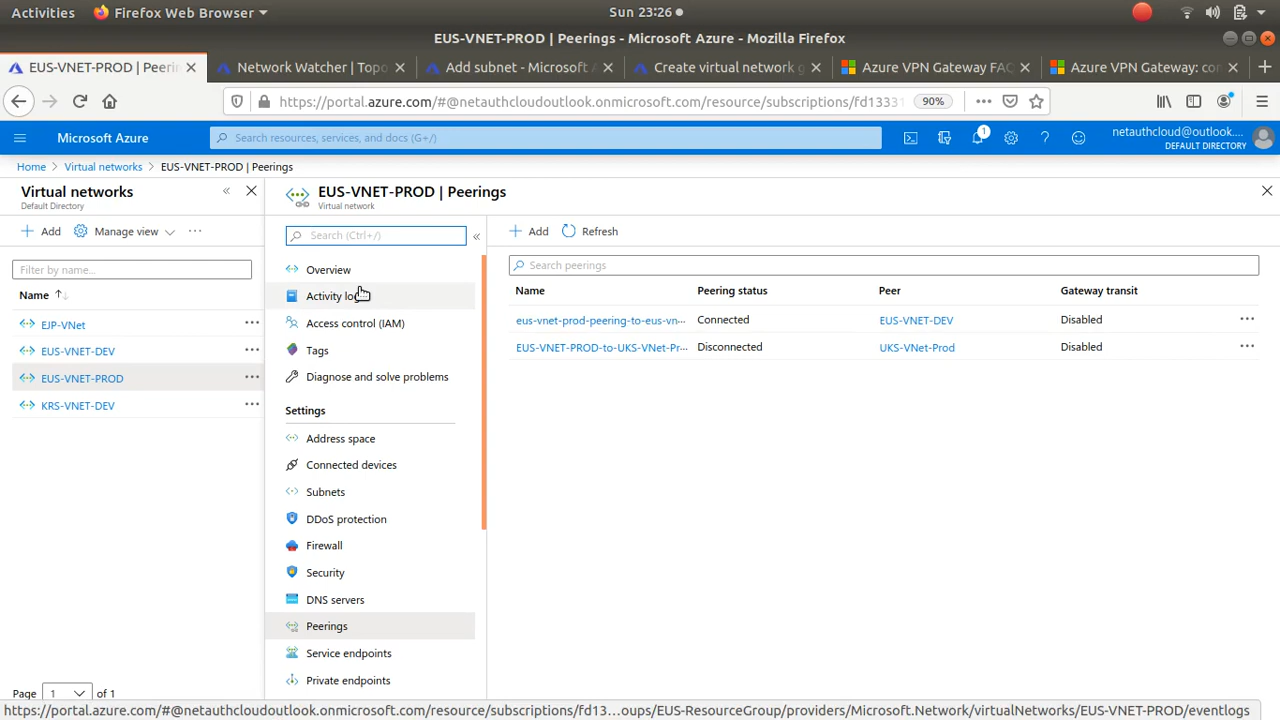 Activities
Firefox Web Browser
Sun 23:26
EUS-VNET-PROD | Peerings - Microsoft Azure - Mozilla Firefox
EUS-VNET-PROD | Peerin
Network Watcher | Topo
Add subnet - Microsoft A
Create virtual network g
Azure VPN Gateway FAQ
Azure VPN Gateway: co
https://portal.azure.com/#@netauthcloudoutlook.onmicrosoft.com/resource/subscriptions/fd1333
90%
Microsoft Azure
Search resources, services, and docs (G+/)
1
netauthcloud@outlook....
DEFAULT DIRECTORY
Home > Virtual networks > EUS-VNET-PROD | Peerings
Virtual networks
Default Directory
Add
Manage view
Filter by name...
Name
EJP-VNet
EUS-VNET-DEV
EUS-VNET-PROD
KRS-VNET-DEV
Page 1 of 1
EUS-VNET-PROD | Peerings
Virtual network
Search (Ctrl+/)
Overview
Activity lo
Access control (IAM)
Tags
Diagnose and solve problems
Settings
Address space
Connected devices
Subnets
DDoS protection
Firewall
Security
DNS servers
Peerings
Service endpoints
Private endpoints
Add
Refresh
Search peerings
Name Peering status Peer Gateway transit
eus-vnet-prod-peering-to-eus-vn... Connected EUS-VNET-DEV Disabled
EUS-VNET-PROD-to-UKS-VNet-Pr... Disconnected UKS-VNet-Prod Disabled
https://portal.azure.com/#@netauthcloudoutlook.onmicrosoft.com/resource/subscriptions/fd13…oups/EUS-ResourceGroup/providers/Microsoft.Network/virtualNetworks/EUS-VNET-PROD/eventlogs